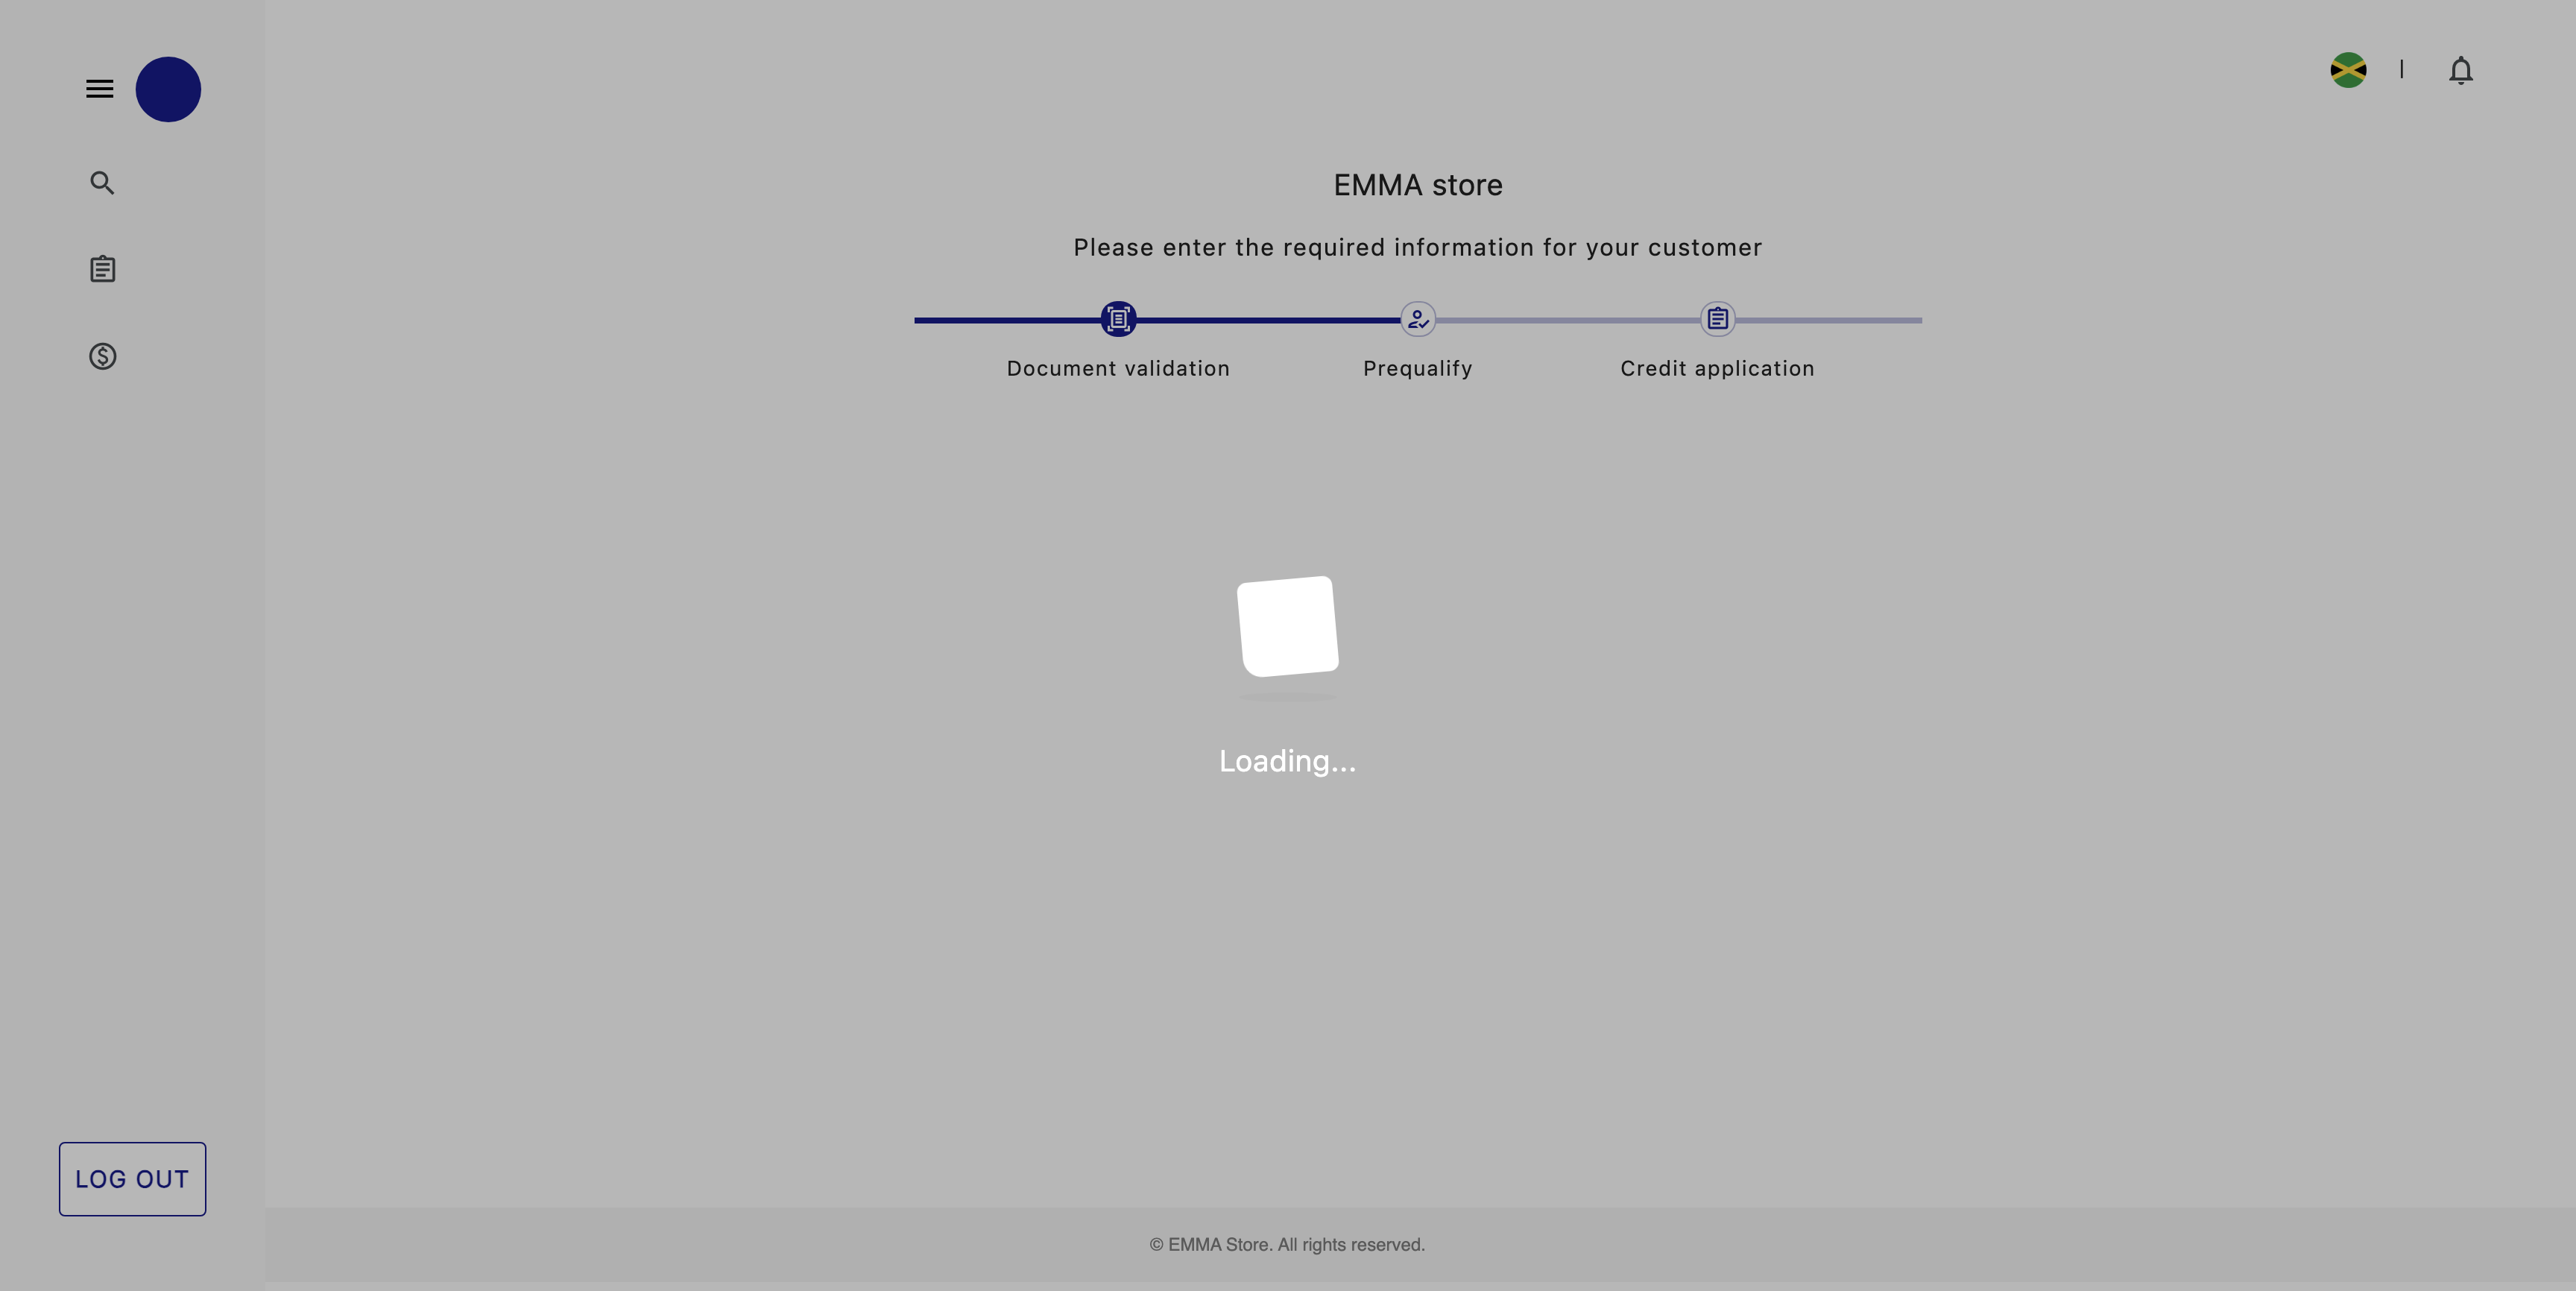 EMMA store
Please enter the required information for your customer
Document validation
Prequalify
Credit application
Loading...
LOG OUT
© EMMA Store. All rights reserved.